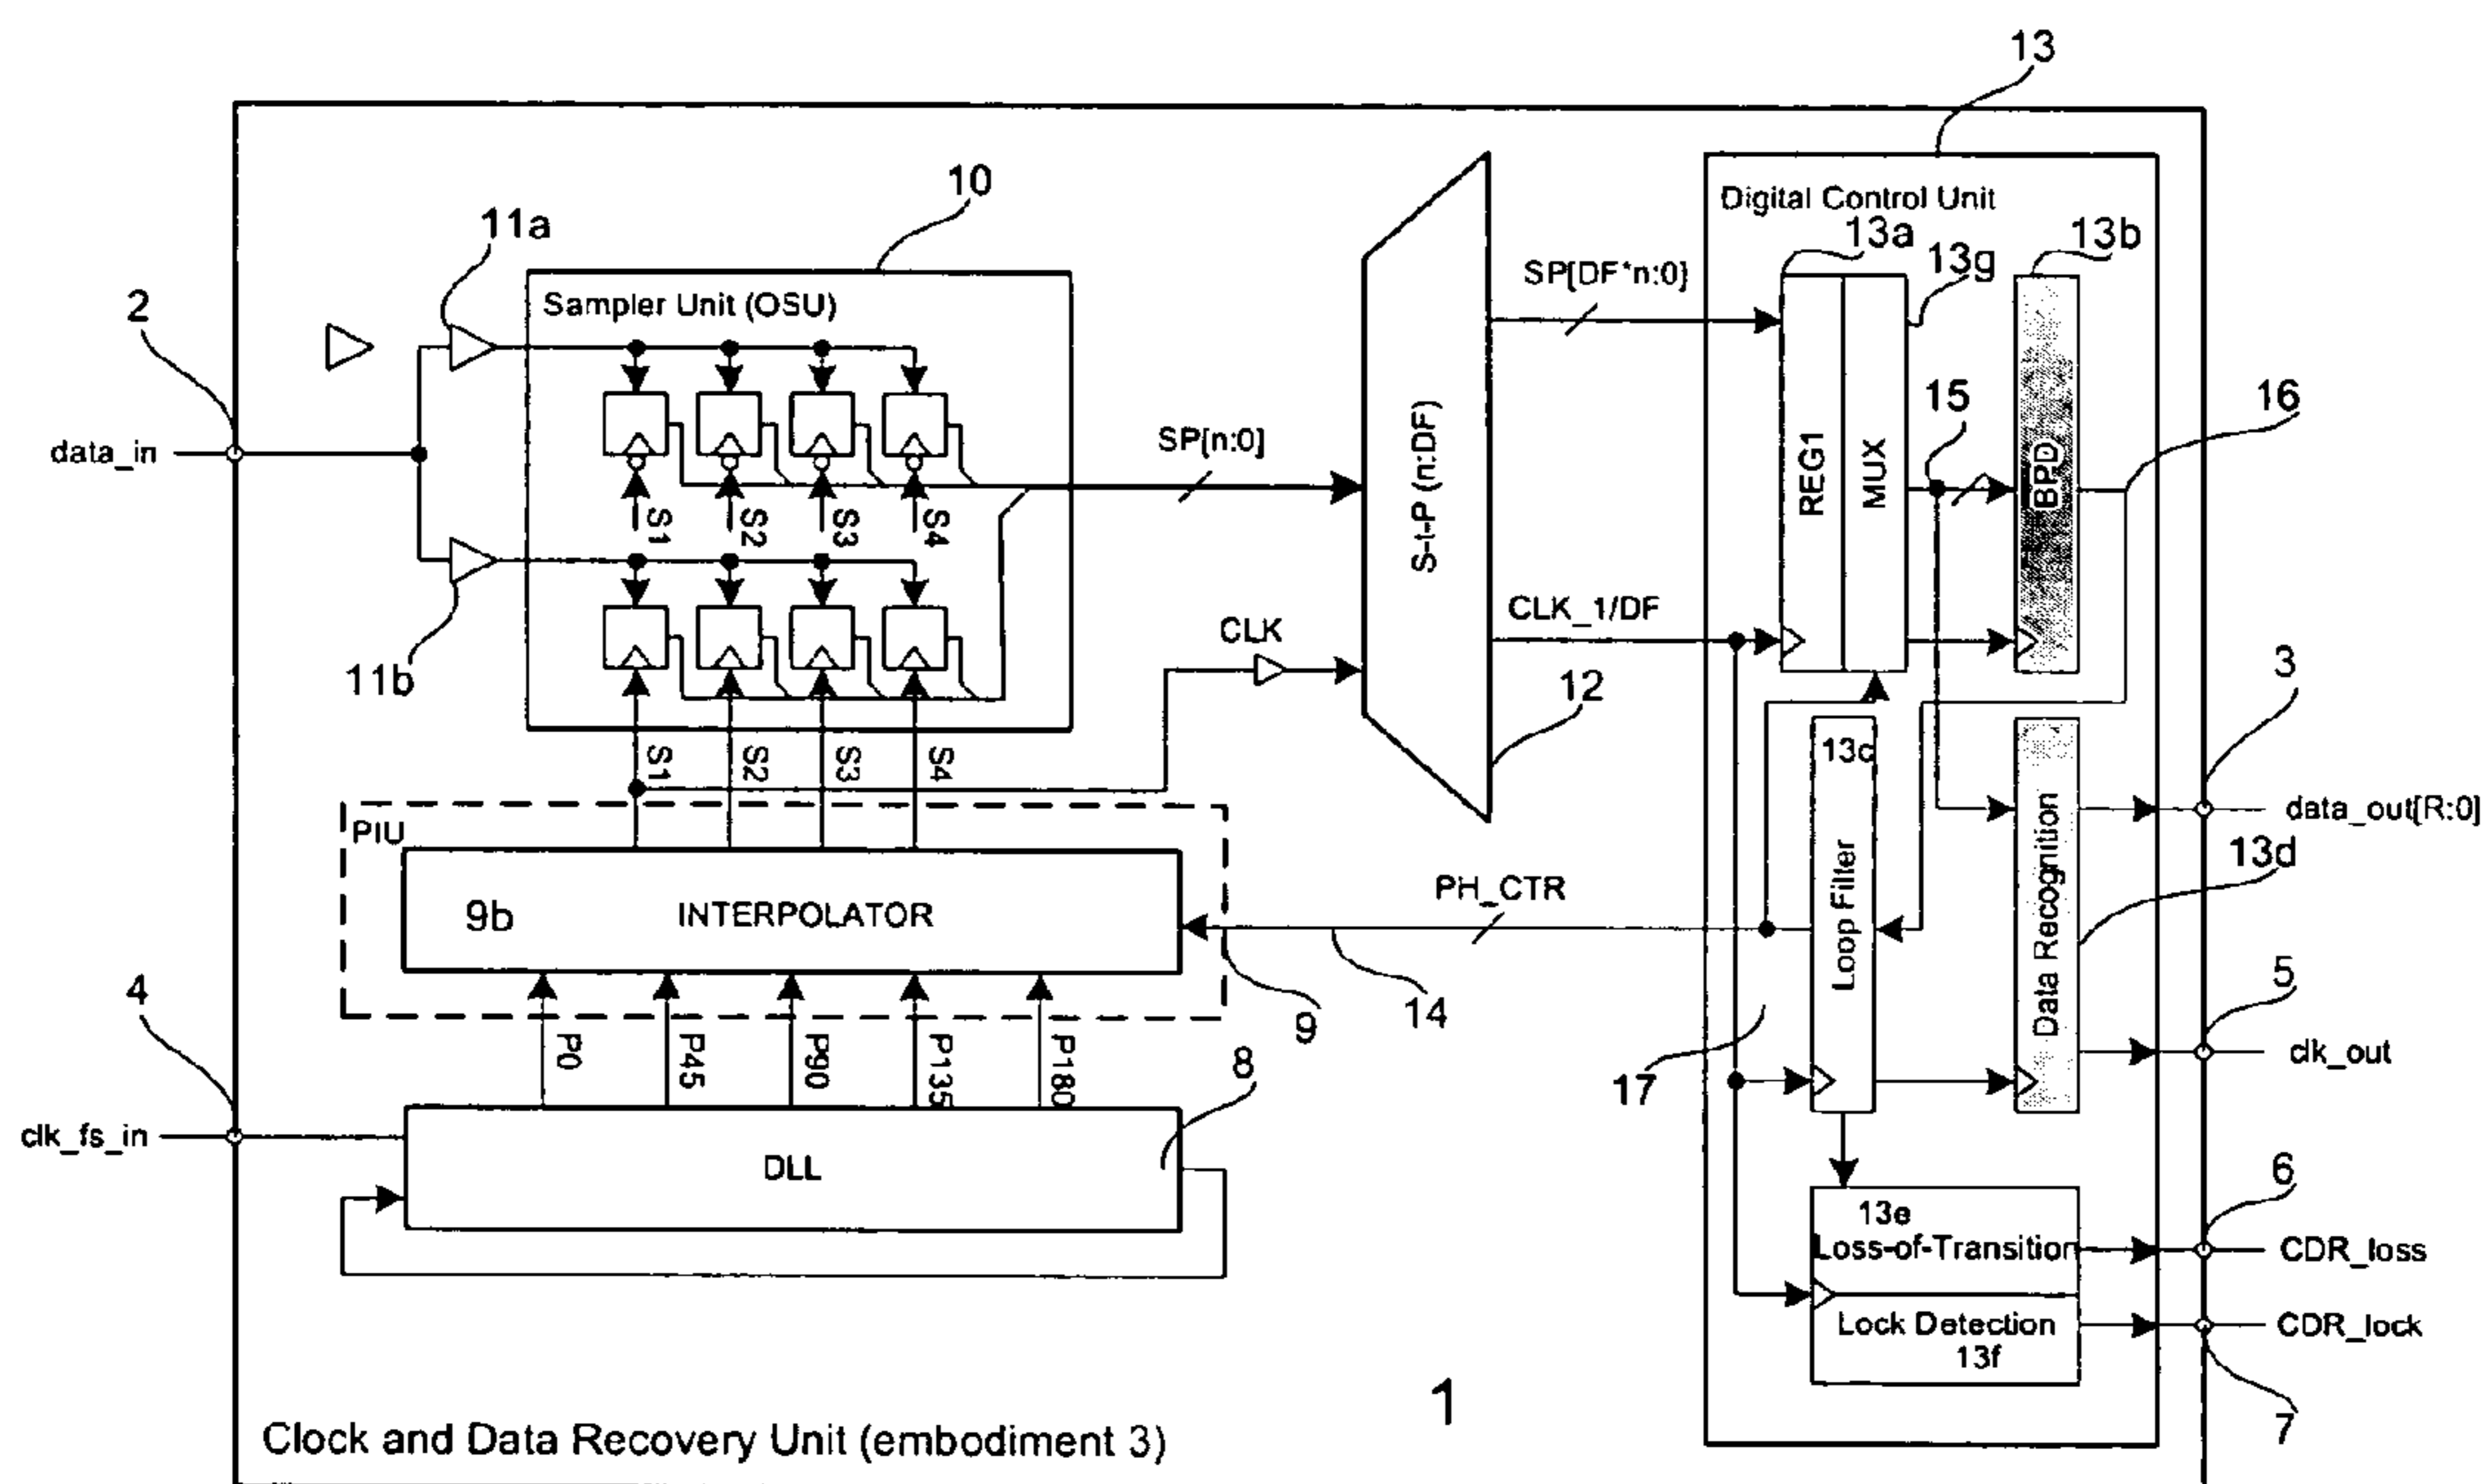 13
Digital Control Unit
10
11a
13a
13b
13g
SP[DF*n:0]
2
Sampler Unit (OSU)
15
16
data_in
SP[n:0]
S-t-P (n:DF)
REG1
MUX
BPD
S1
S2
S3
S4
CLK
CLK_1/DF
11b
12
3
S1
S2
S3
S4
13c
data_out[R:0]
PIU
13d
9b
INTERPOLATOR
PH_CTR
Loop Filter
Data Recognition
4
9
14
5
17
clk_out
P0
P45
P90
P135
P180
8
clk_fs_in
DLL
6
13e
Loss-of-Transition
CDR_loss
Lock Detection
13f
CDR_lock
7
1
Clock and Data Recovery Unit (embodiment 3)